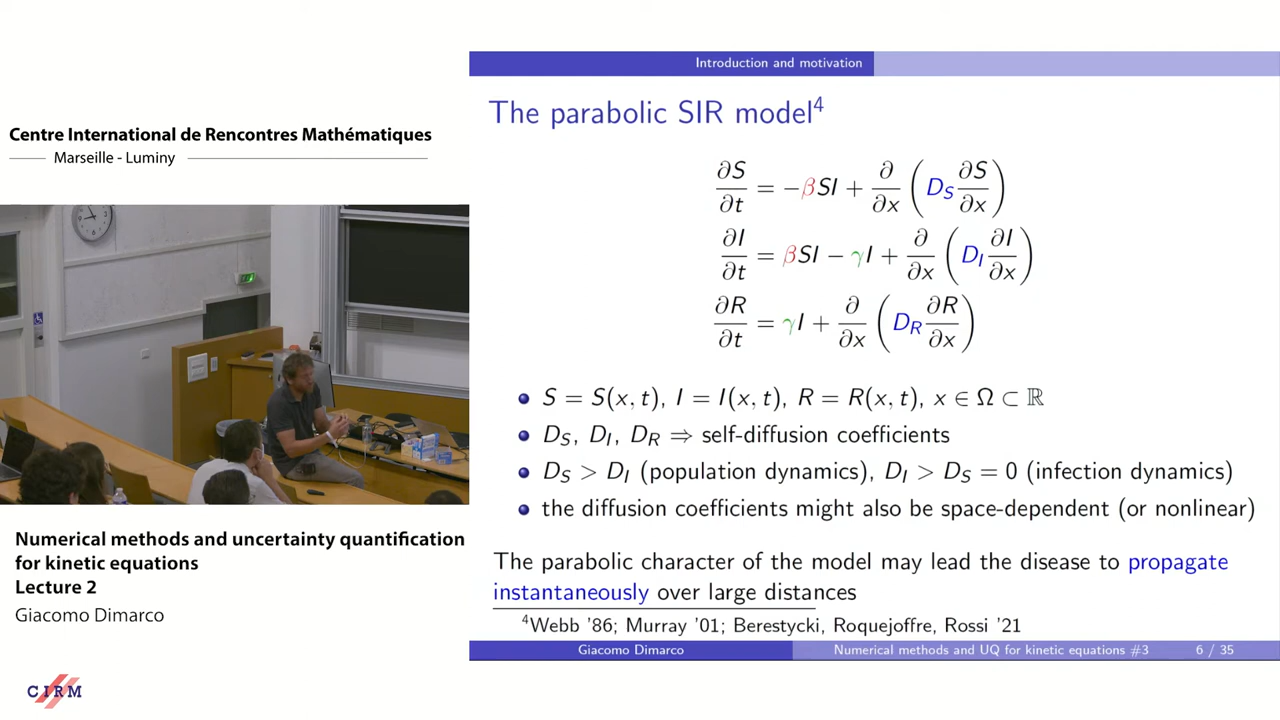 Centre International de Rencontres Mathématiques
Marseille - Luminy
Numerical methods and uncertainty quantification
for kinetic equations
Lecture 2
Giacomo Dimarco
CIRM
Introduction and motivation
The parabolic SIR model⁴
∂S/∂t = −βSI + ∂/∂x (D_S ∂S/∂x)
∂I/∂t = βSI − γI + ∂/∂x (D_I ∂I/∂x)
∂R/∂t = γI + ∂/∂x (D_R ∂R/∂x)
S = S(x, t), I = I(x, t), R = R(x, t), x ∈ Ω ⊂ ℝ
D_S, D_I, D_R ⇒ self-diffusion coefficients
D_S > D_I (population dynamics), D_I > D_S = 0 (infection dynamics)
the diffusion coefficients might also be space-dependent (or nonlinear)
The parabolic character of the model may lead the disease to propagate
instantaneously over large distances
⁴Webb '86; Murray '01; Berestycki, Roquejoffre, Rossi '21
Giacomo Dimarco
Numerical methods and UQ for kinetic equations #3
6 / 35